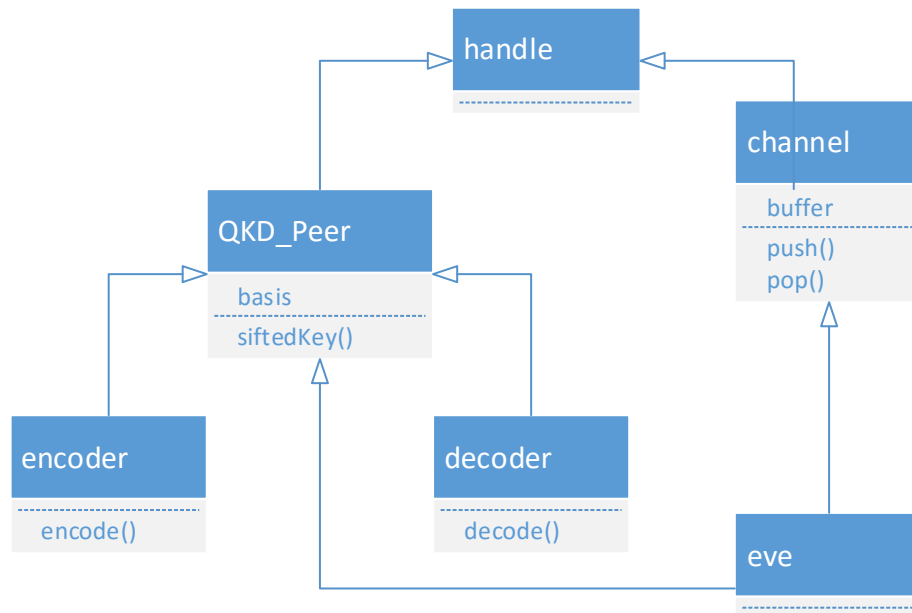 handle
channel
buffer
push()
pop()
QKD_Peer
basis
siftedKey()
encoder
encode()
decoder
decode()
eve